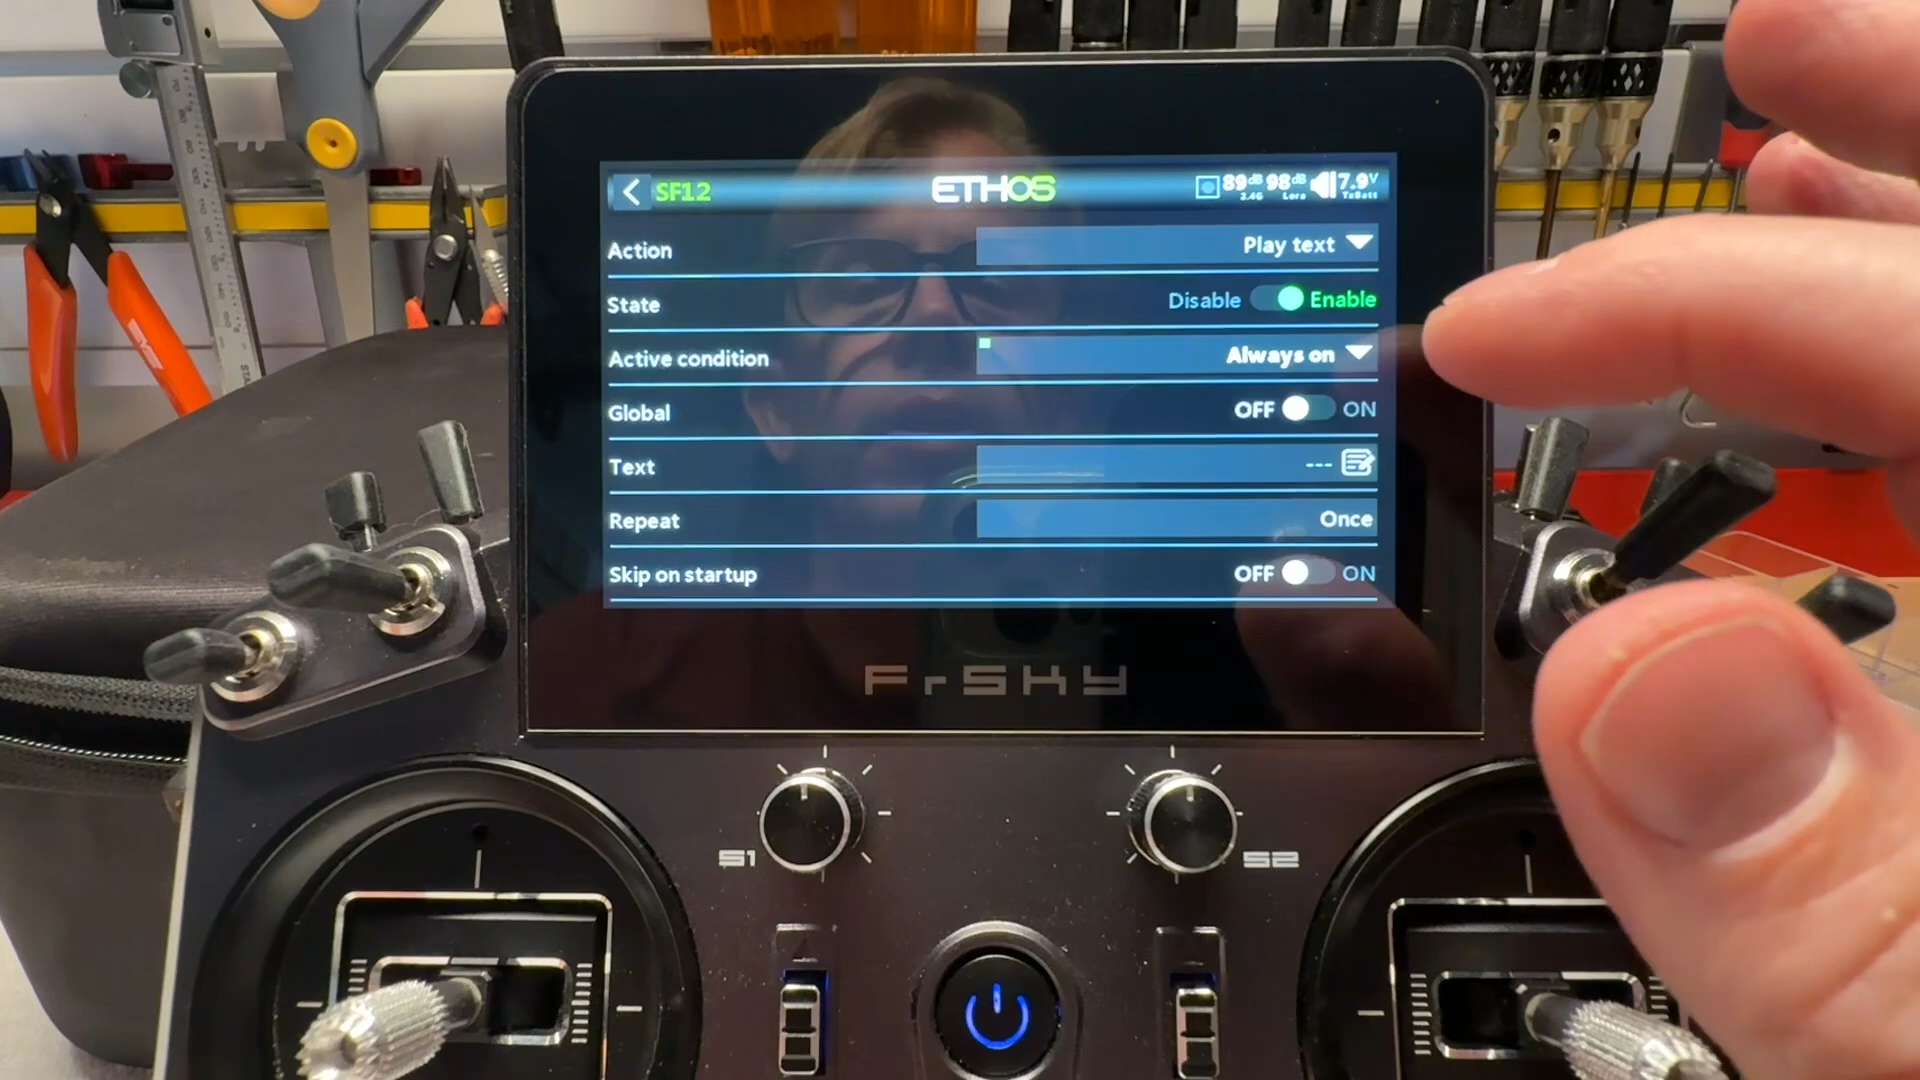 SF12 ETHOS 89dB 2.4G 98dB Lora 7.9V TxBatt
Action Play text
State Disable Enable
Active condition Always on
Global OFF ON
Text ---
Repeat Once
Skip on startup OFF ON
FrSKY
S1 S2